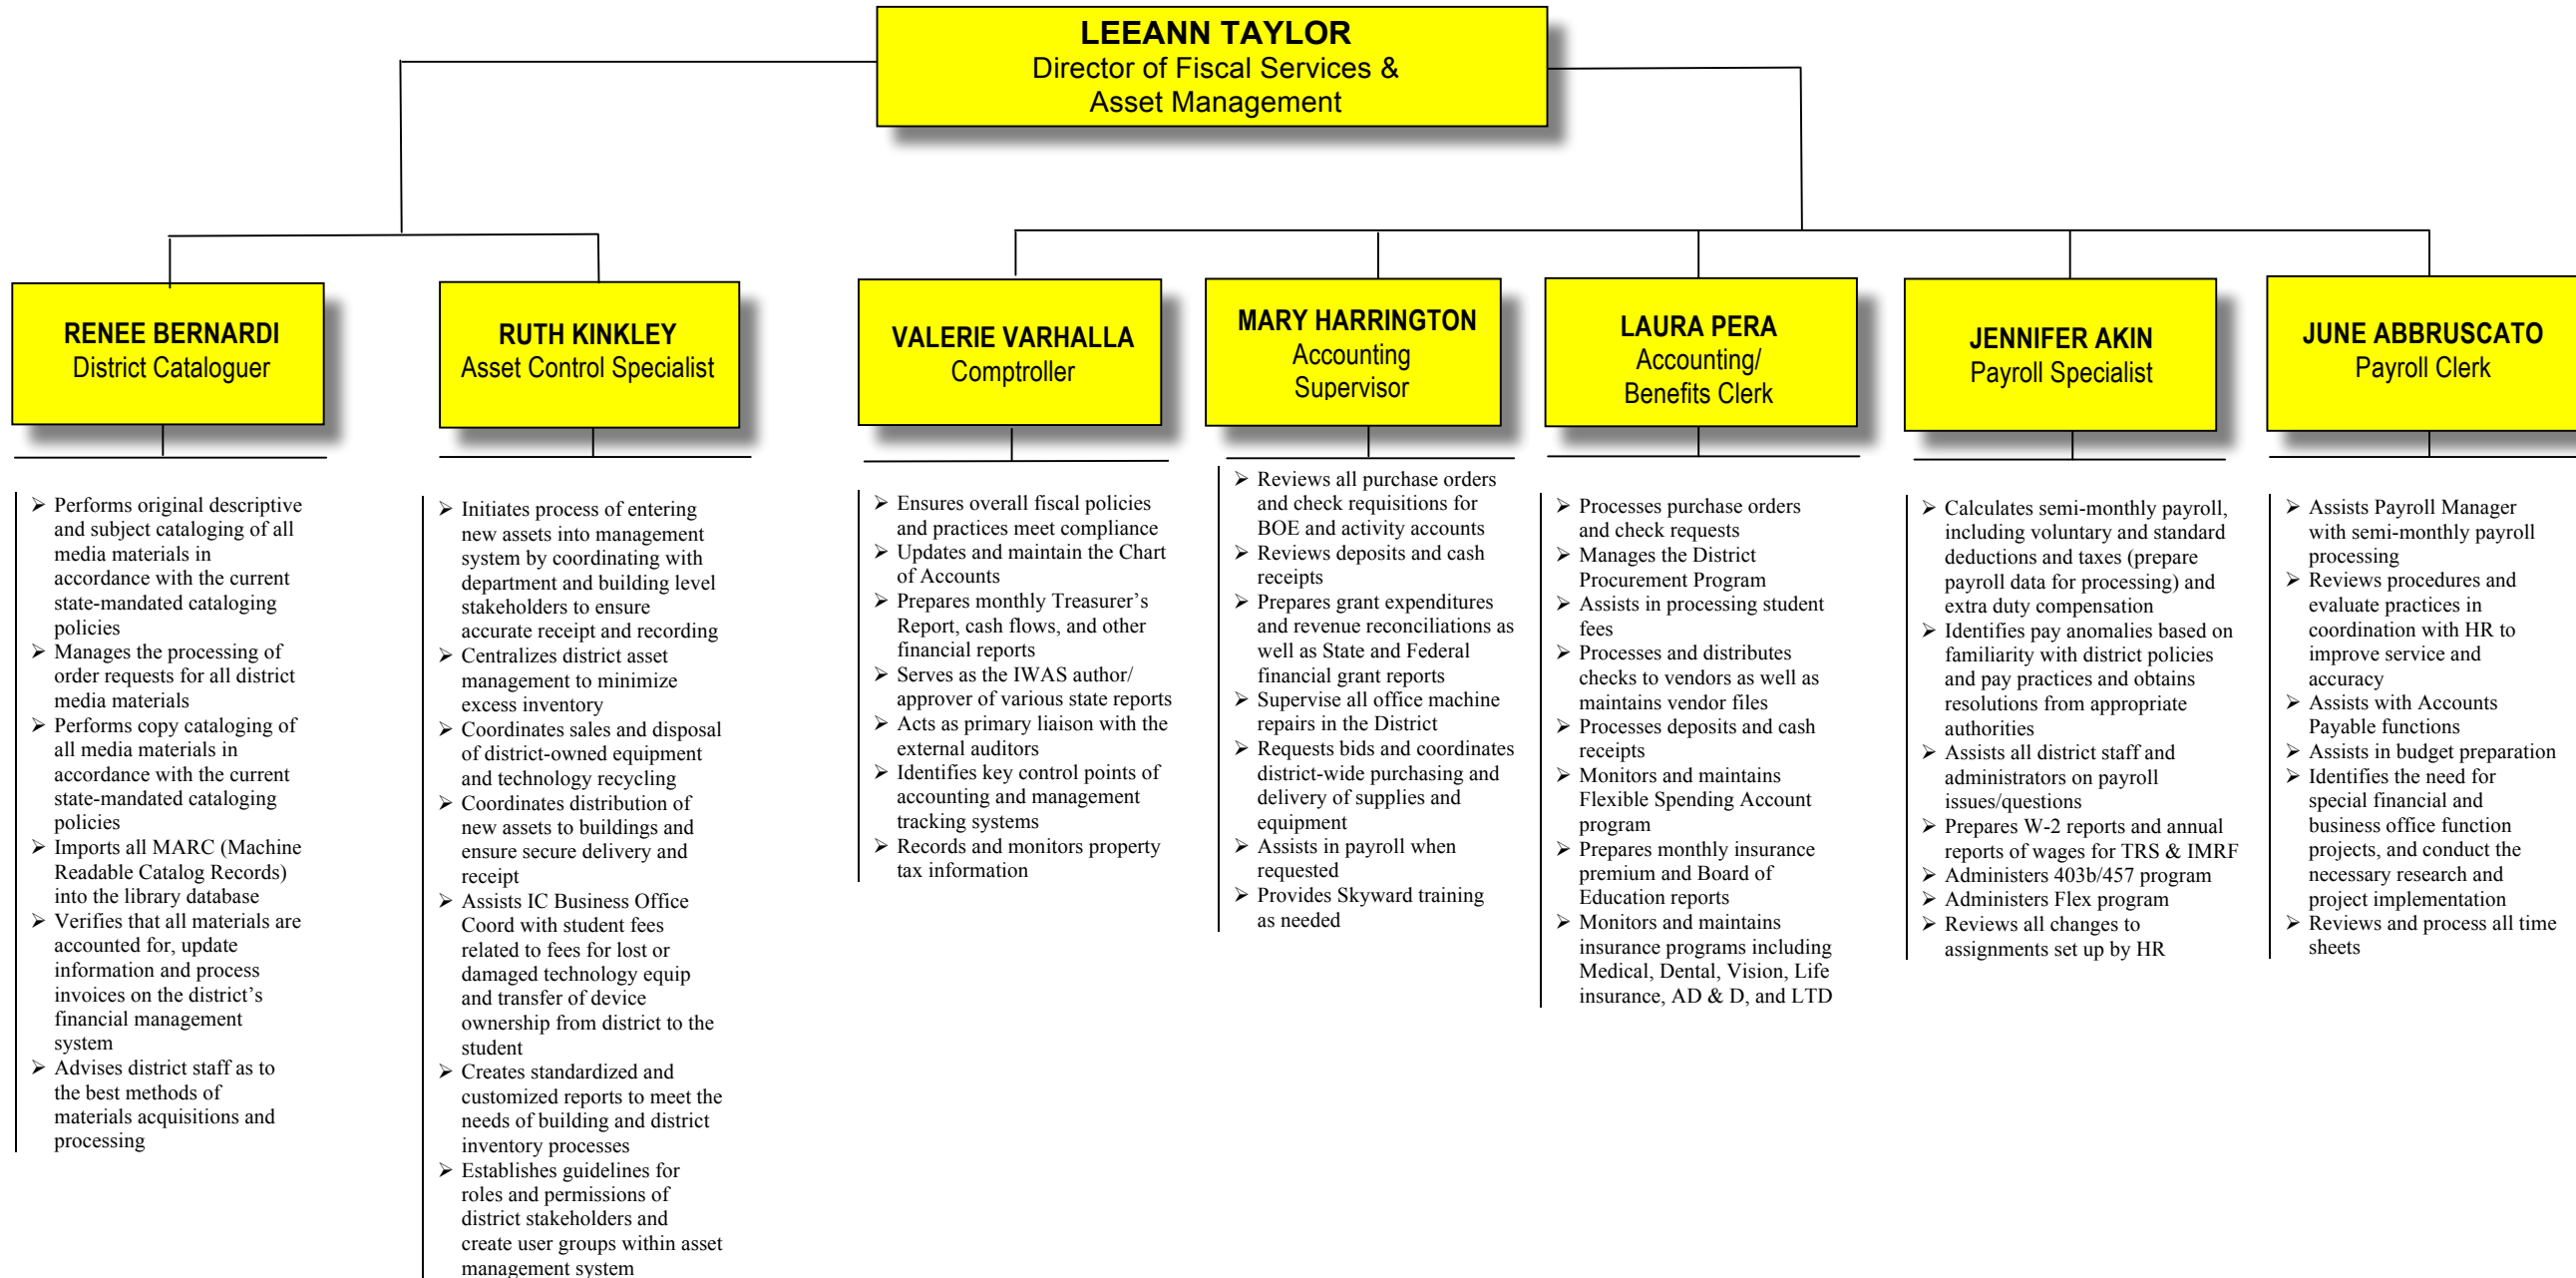 LEEANN TAYLOR
Director of Fiscal Services &
Asset Management
RENEE BERNARDI
District Cataloguer
➢ Performs original descriptive
and subject cataloging of all
media materials in
accordance with the current
state-mandated cataloging
policies
➢ Manages the processing of
order requests for all district
media materials
➢ Performs copy cataloging of
all media materials in
accordance with the current
state-mandated cataloging
policies
➢ Imports all MARC (Machine
Readable Catalog Records)
into the library database
➢ Verifies that all materials are
accounted for, update
information and process
invoices on the district's
financial management
system
➢ Advises district staff as to
the best methods of
materials acquisitions and
processing
RUTH KINKLEY
Asset Control Specialist
➢ Initiates process of entering
new assets into management
system by coordinating with
department and building level
stakeholders to ensure
accurate receipt and recording
➢ Centralizes district asset
management to minimize
excess inventory
➢ Coordinates sales and disposal
of district-owned equipment
and technology recycling
➢ Coordinates distribution of
new assets to buildings and
ensure secure delivery and
receipt
➢ Assists IC Business Office
Coord with student fees
related to fees for lost or
damaged technology equip
and transfer of device
ownership from district to the
student
➢ Creates standardized and
customized reports to meet the
needs of building and district
inventory processes
➢ Establishes guidelines for
roles and permissions of
district stakeholders and
create user groups within asset
management system
VALERIE VARHALLA
Comptroller
➢ Ensures overall fiscal policies
and practices meet compliance
➢ Updates and maintain the Chart
of Accounts
➢ Prepares monthly Treasurer's
Report, cash flows, and other
financial reports
➢ Serves as the IWAS author/
approver of various state reports
➢ Acts as primary liaison with the
external auditors
➢ Identifies key control points of
accounting and management
tracking systems
➢ Records and monitors property
tax information
MARY HARRINGTON
Accounting
Supervisor
➢ Reviews all purchase orders
and check requisitions for
BOE and activity accounts
➢ Reviews deposits and cash
receipts
➢ Prepares grant expenditures
and revenue reconciliations as
well as State and Federal
financial grant reports
➢ Supervise all office machine
repairs in the District
➢ Requests bids and coordinates
district-wide purchasing and
delivery of supplies and
equipment
➢ Assists in payroll when
requested
➢ Provides Skyward training
as needed
LAURA PERA
Accounting/
Benefits Clerk
➢ Processes purchase orders
and check requests
➢ Manages the District
Procurement Program
➢ Assists in processing student
fees
➢ Processes and distributes
checks to vendors as well as
maintains vendor files
➢ Processes deposits and cash
receipts
➢ Monitors and maintains
Flexible Spending Account
program
➢ Prepares monthly insurance
premium and Board of
Education reports
➢ Monitors and maintains
insurance programs including
Medical, Dental, Vision, Life
insurance, AD & D, and LTD
JENNIFER AKIN
Payroll Specialist
➢ Calculates semi-monthly payroll,
including voluntary and standard
deductions and taxes (prepare
payroll data for processing) and
extra duty compensation
➢ Identifies pay anomalies based on
familiarity with district policies
and pay practices and obtains
resolutions from appropriate
authorities
➢ Assists all district staff and
administrators on payroll
issues/questions
➢ Prepares W-2 reports and annual
reports of wages for TRS & IMRF
➢ Administers 403b/457 program
➢ Administers Flex program
➢ Reviews all changes to
assignments set up by HR
JUNE ABBRUSCATO
Payroll Clerk
➢ Assists Payroll Manager
with semi-monthly payroll
processing
➢ Reviews procedures and
evaluate practices in
coordination with HR to
improve service and
accuracy
➢ Assists with Accounts
Payable functions
➢ Assists in budget preparation
➢ Identifies the need for
special financial and
business office function
projects, and conduct the
necessary research and
project implementation
➢ Reviews and process all time
sheets